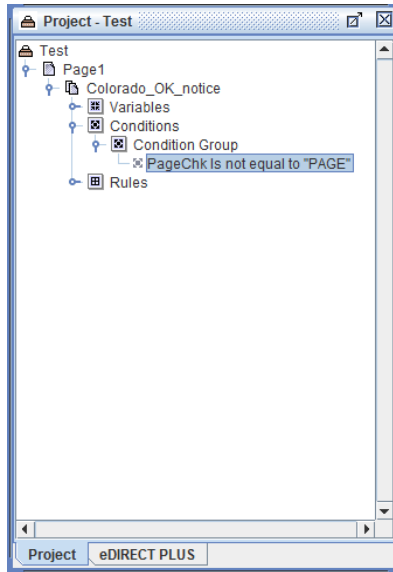 Project - Test
Test
Page1
Colorado_OK_notice
Variables
Conditions
Condition Group
PageChk Is not equal to "PAGE"
Rules
Project eDIRECT PLUS